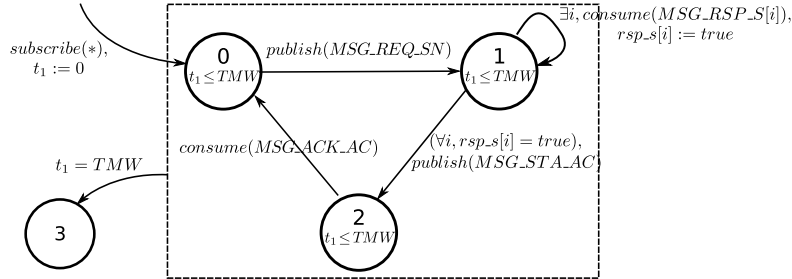 ∃i, consume(MSG_RSP_S[i]),
rsp_s[i] := true
subscribe(∗),
t₁ := 0
0
t₁ ≤ TMW
publish(MSG_REQ_SN)
1
t₁ ≤ TMW
consume(MSG_ACK_AC)
(∀i, rsp_s[i] = true),
publish(MSG_STA_AC)
t₁ = TMW
3
2
t₁ ≤ TMW